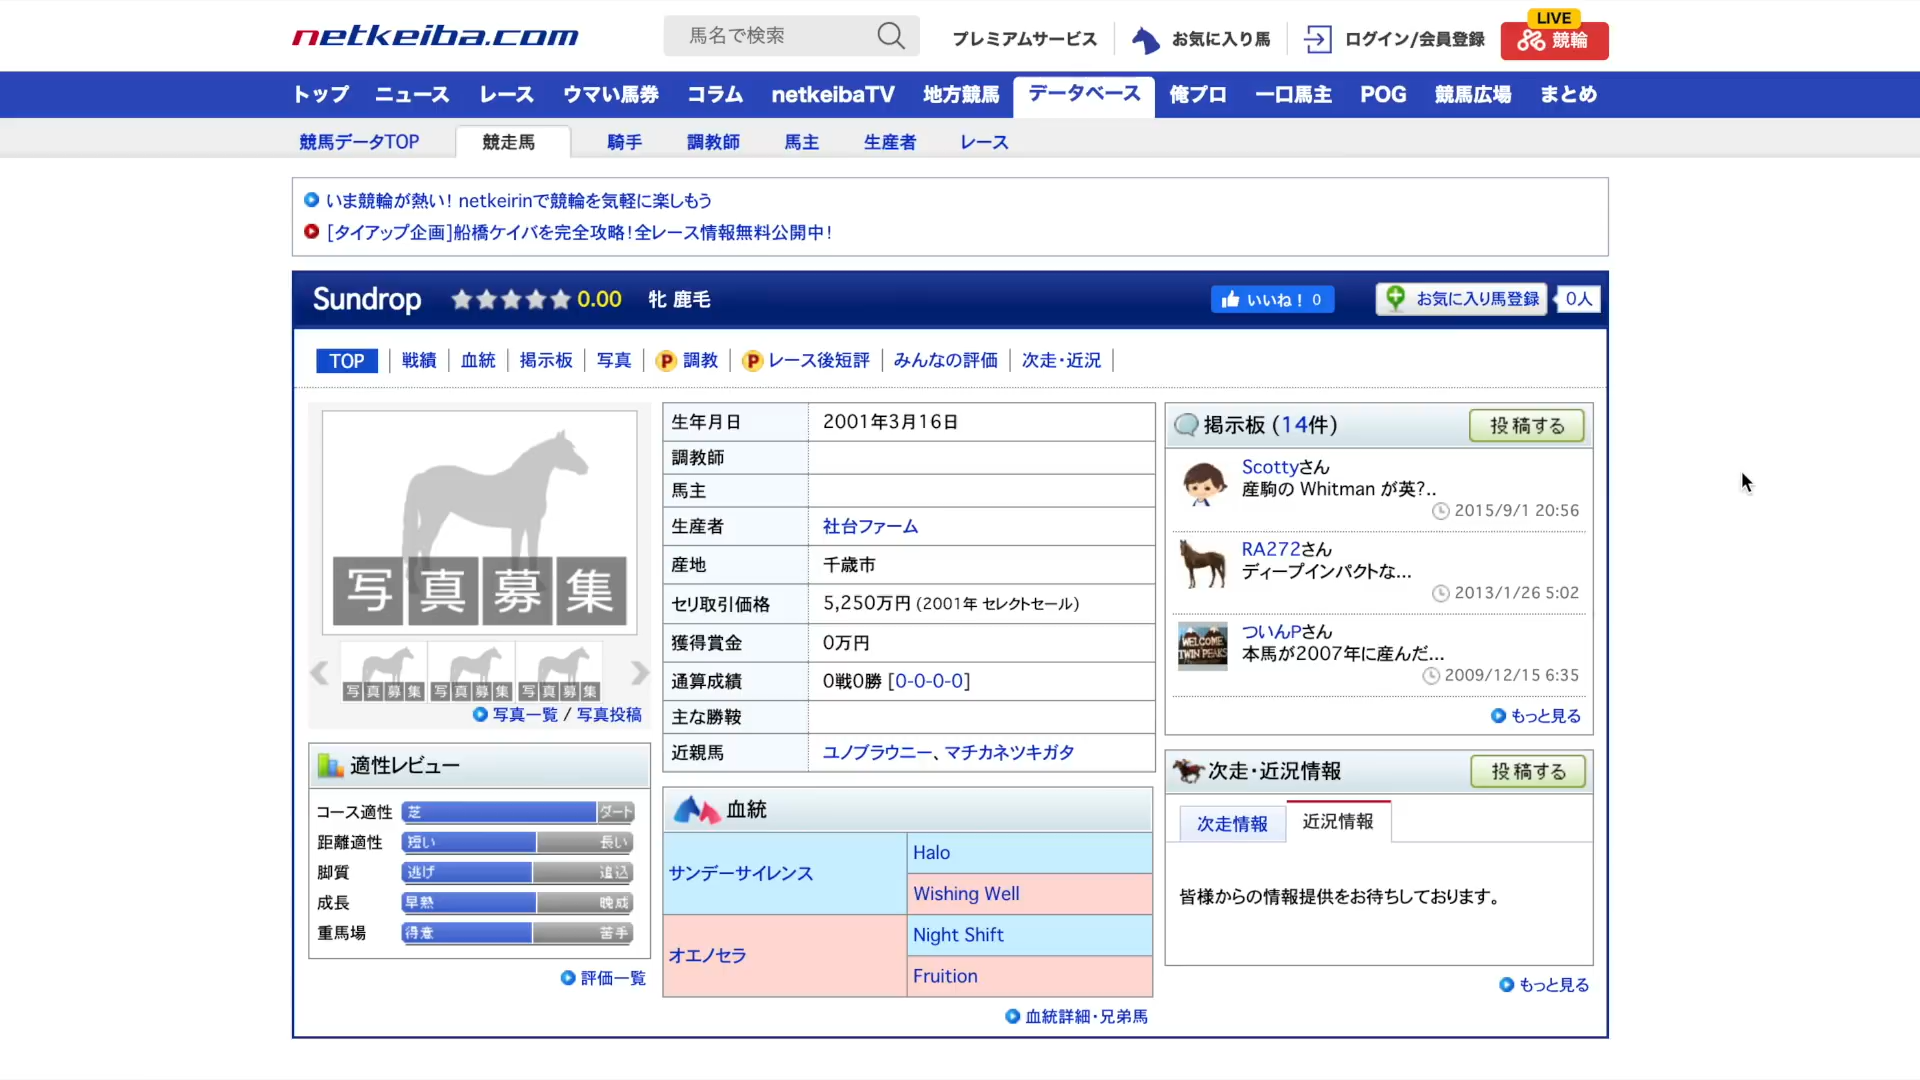 netkeiba.com
馬名で検索
プレミアムサービス
お気に入り馬
ログイン/会員登録
LIVE
競輪
トップ ニュース レース ウマい馬券 コラム netkeibaTV 地方競馬 データベース 俺プロ 一口馬主 POG 競馬広場 まとめ
競馬データTOP 競走馬 騎手 調教師 馬主 生産者 レース
いま競輪が熱い！netkeirinで競輪を気軽に楽しもう
[タイアップ企画]船橋ケイバを完全攻略！全レース情報無料公開中！
Sundrop ★★★★★ 0.00 牝 鹿毛
いいね！ 0
お気に入り馬登録 0人
TOP 戦績 血統 掲示板 写真 P 調教 P レース後短評 みんなの評価 次走・近況
写真募集
写真募集 写真募集 写真募集
写真一覧 / 写真投稿
適性レビュー
コース適性 芝 ダート
距離適性 短い 長い
脚質 逃げ 追込
成長 早熟 晩成
重馬場 得意 苦手
評価一覧
生年月日 2001年3月16日
調教師
馬主
生産者 社台ファーム
産地 千歳市
セリ取引価格 5,250万円 (2001年 セレクトセール)
獲得賞金 0万円
通算成績 0戦0勝 [0-0-0-0]
主な勝鞍
近親馬 ユノブラウニー、マチカネツキガタ
血統
サンデーサイレンス
Halo
Wishing Well
オエノセラ
Night Shift
Fruition
血統詳細・兄弟馬
掲示板 (14件)
投稿する
Scottyさん
産駒の Whitman が英?..
2015/9/1 20:56
RA272さん
ディープインパクトな...
2013/1/26 5:02
WELCOME
TWIN PEAKS
ついんPさん
本馬が2007年に産んだ...
2009/12/15 6:35
もっと見る
次走・近況情報
投稿する
次走情報 近況情報
皆様からの情報提供をお待ちしております。
もっと見る